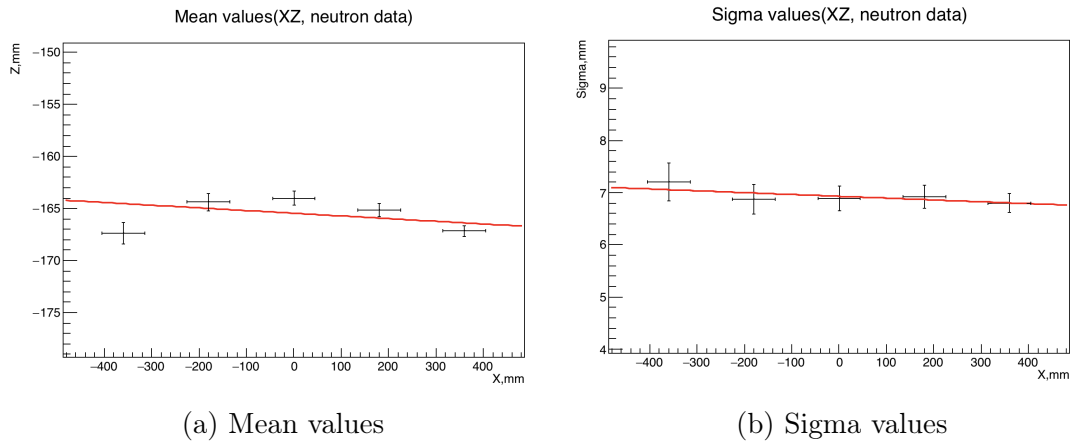 Mean values(XZ, neutron data)
Z,mm
−150
−155
−160
−165
−170
−175
−400 −300 −200 −100 0 100 200 300 400
X,mm
(a) Mean values
Sigma values(XZ, neutron data)
Sigma,mm
9
8
7
6
5
4
−400 −300 −200 −100 0 100 200 300 400
X,mm
(b) Sigma values